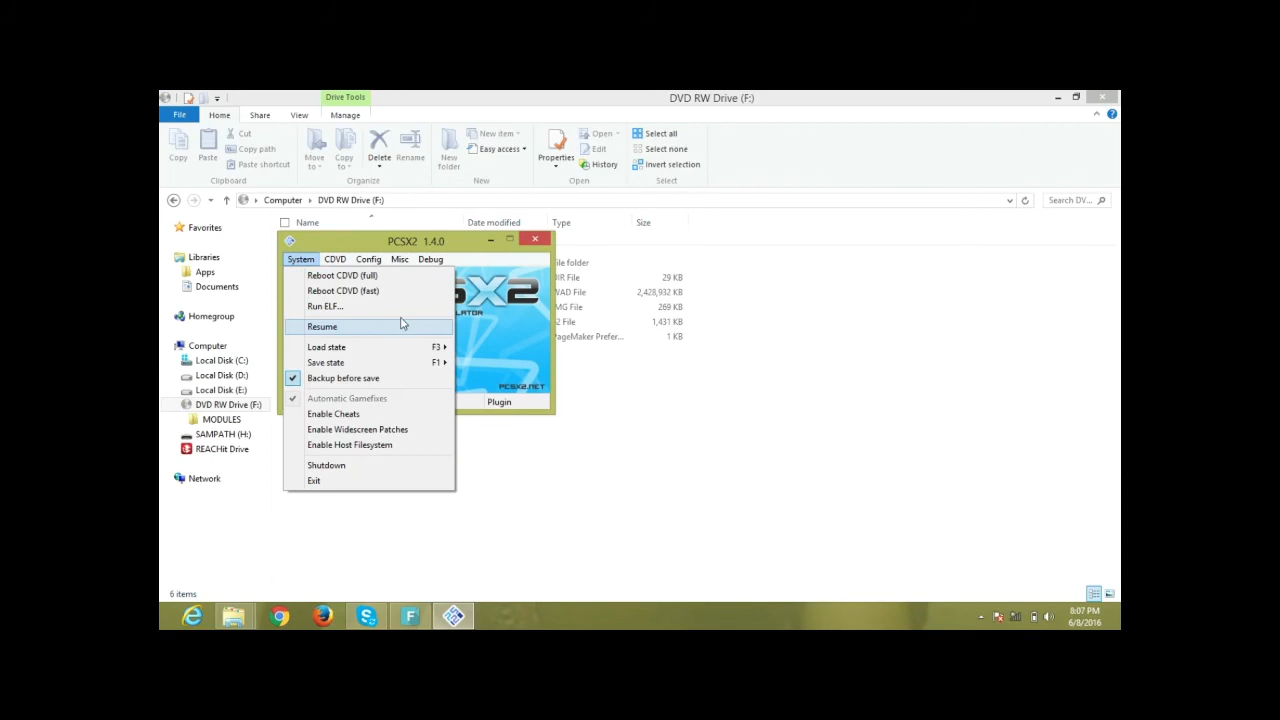 Drive Tools
DVD RW Drive (F:)
File
Home
Share
View
Manage
Copy
Paste
Cut
Copy path
Paste shortcut
Clipboard
Move to
Copy to
Delete
Rename
Organize
New folder
New item
Easy access
New
Properties
Open
Edit
History
Open
Select all
Select none
Invert selection
Select
Computer
DVD RW Drive (F:)
Search DV...
Favorites
Libraries
Apps
Documents
Homegroup
Computer
Local Disk (C:)
Local Disk (D:)
Local Disk (E:)
DVD RW Drive (F:)
MODULES
SAMPATH (H:)
REACHit Drive
Network
Name
Date modified
Type
Size
29 KB
2,428,932 KB
269 KB
1,431 KB
1 KB
PCSX2 1.4.0
System
CDVD
Config
Misc
Debug
Reboot CDVD (full)
Reboot CDVD (fast)
Run ELF...
Resume
Load state F3
Save state F1
Backup before save
Automatic Gamefixes
Enable Cheats
Enable Widescreen Patches
Enable Host Filesystem
Shutdown
Exit
PCSX2.NET
Plugin
6 items
8:07 PM
6/8/2016